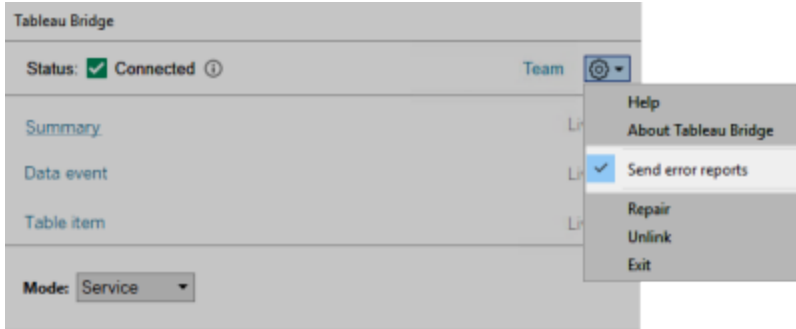 Tableau Bridge
Status: Connected
Team
Help
About Tableau Bridge
Summary
Send error reports
Data event
Repair
Table item
Unlink
Exit
Mode: Service